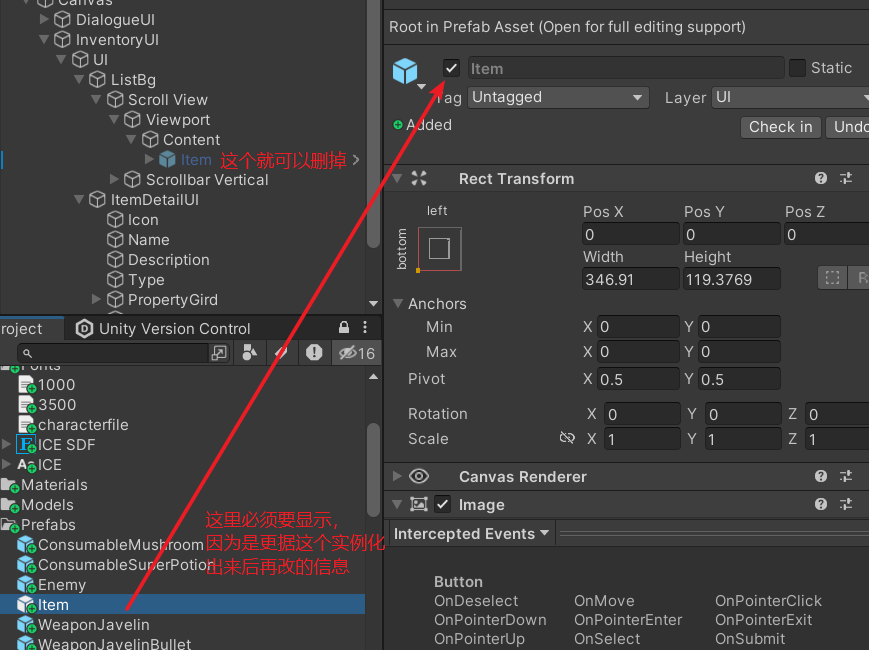 Canvas
DialogueUI
InventoryUI
UI
ListBg
Scroll View
Viewport
Content
Item 这个就可以删掉
Scrollbar Vertical
ItemDetailUI
Icon
Name
Description
Type
PropertyGird
roject
Unity Version Control
16
Fonts
1000
3500
characterfile
ICE SDF
ICE
Materials
Models
Prefabs
ConsumableMushroom
ConsumableSuperPotion
Enemy
Item
WeaponJavelin
WeaponJavelinBullet
这里必须要显示，
因为是更据这个实例化
出来后再改的信息
Root in Prefab Asset (Open for full editing support)
Item
Static
Tag Untagged Layer UI
Added
Check in Undo
Rect Transform
left
bottom
Pos X Pos Y Pos Z
0 0 0
Width Height
346.91 119.3769
R
Anchors
Min X 0 Y 0
Max X 0 Y 0
Pivot X 0.5 Y 0.5
Rotation X 0 Y 0 Z 0
Scale X 1 Y 1 Z 1
Canvas Renderer
Image
Intercepted Events
Button
OnDeselect OnMove OnPointerClick
OnPointerDown OnPointerEnter OnPointerExit
OnPointerUp OnSelect OnSubmit